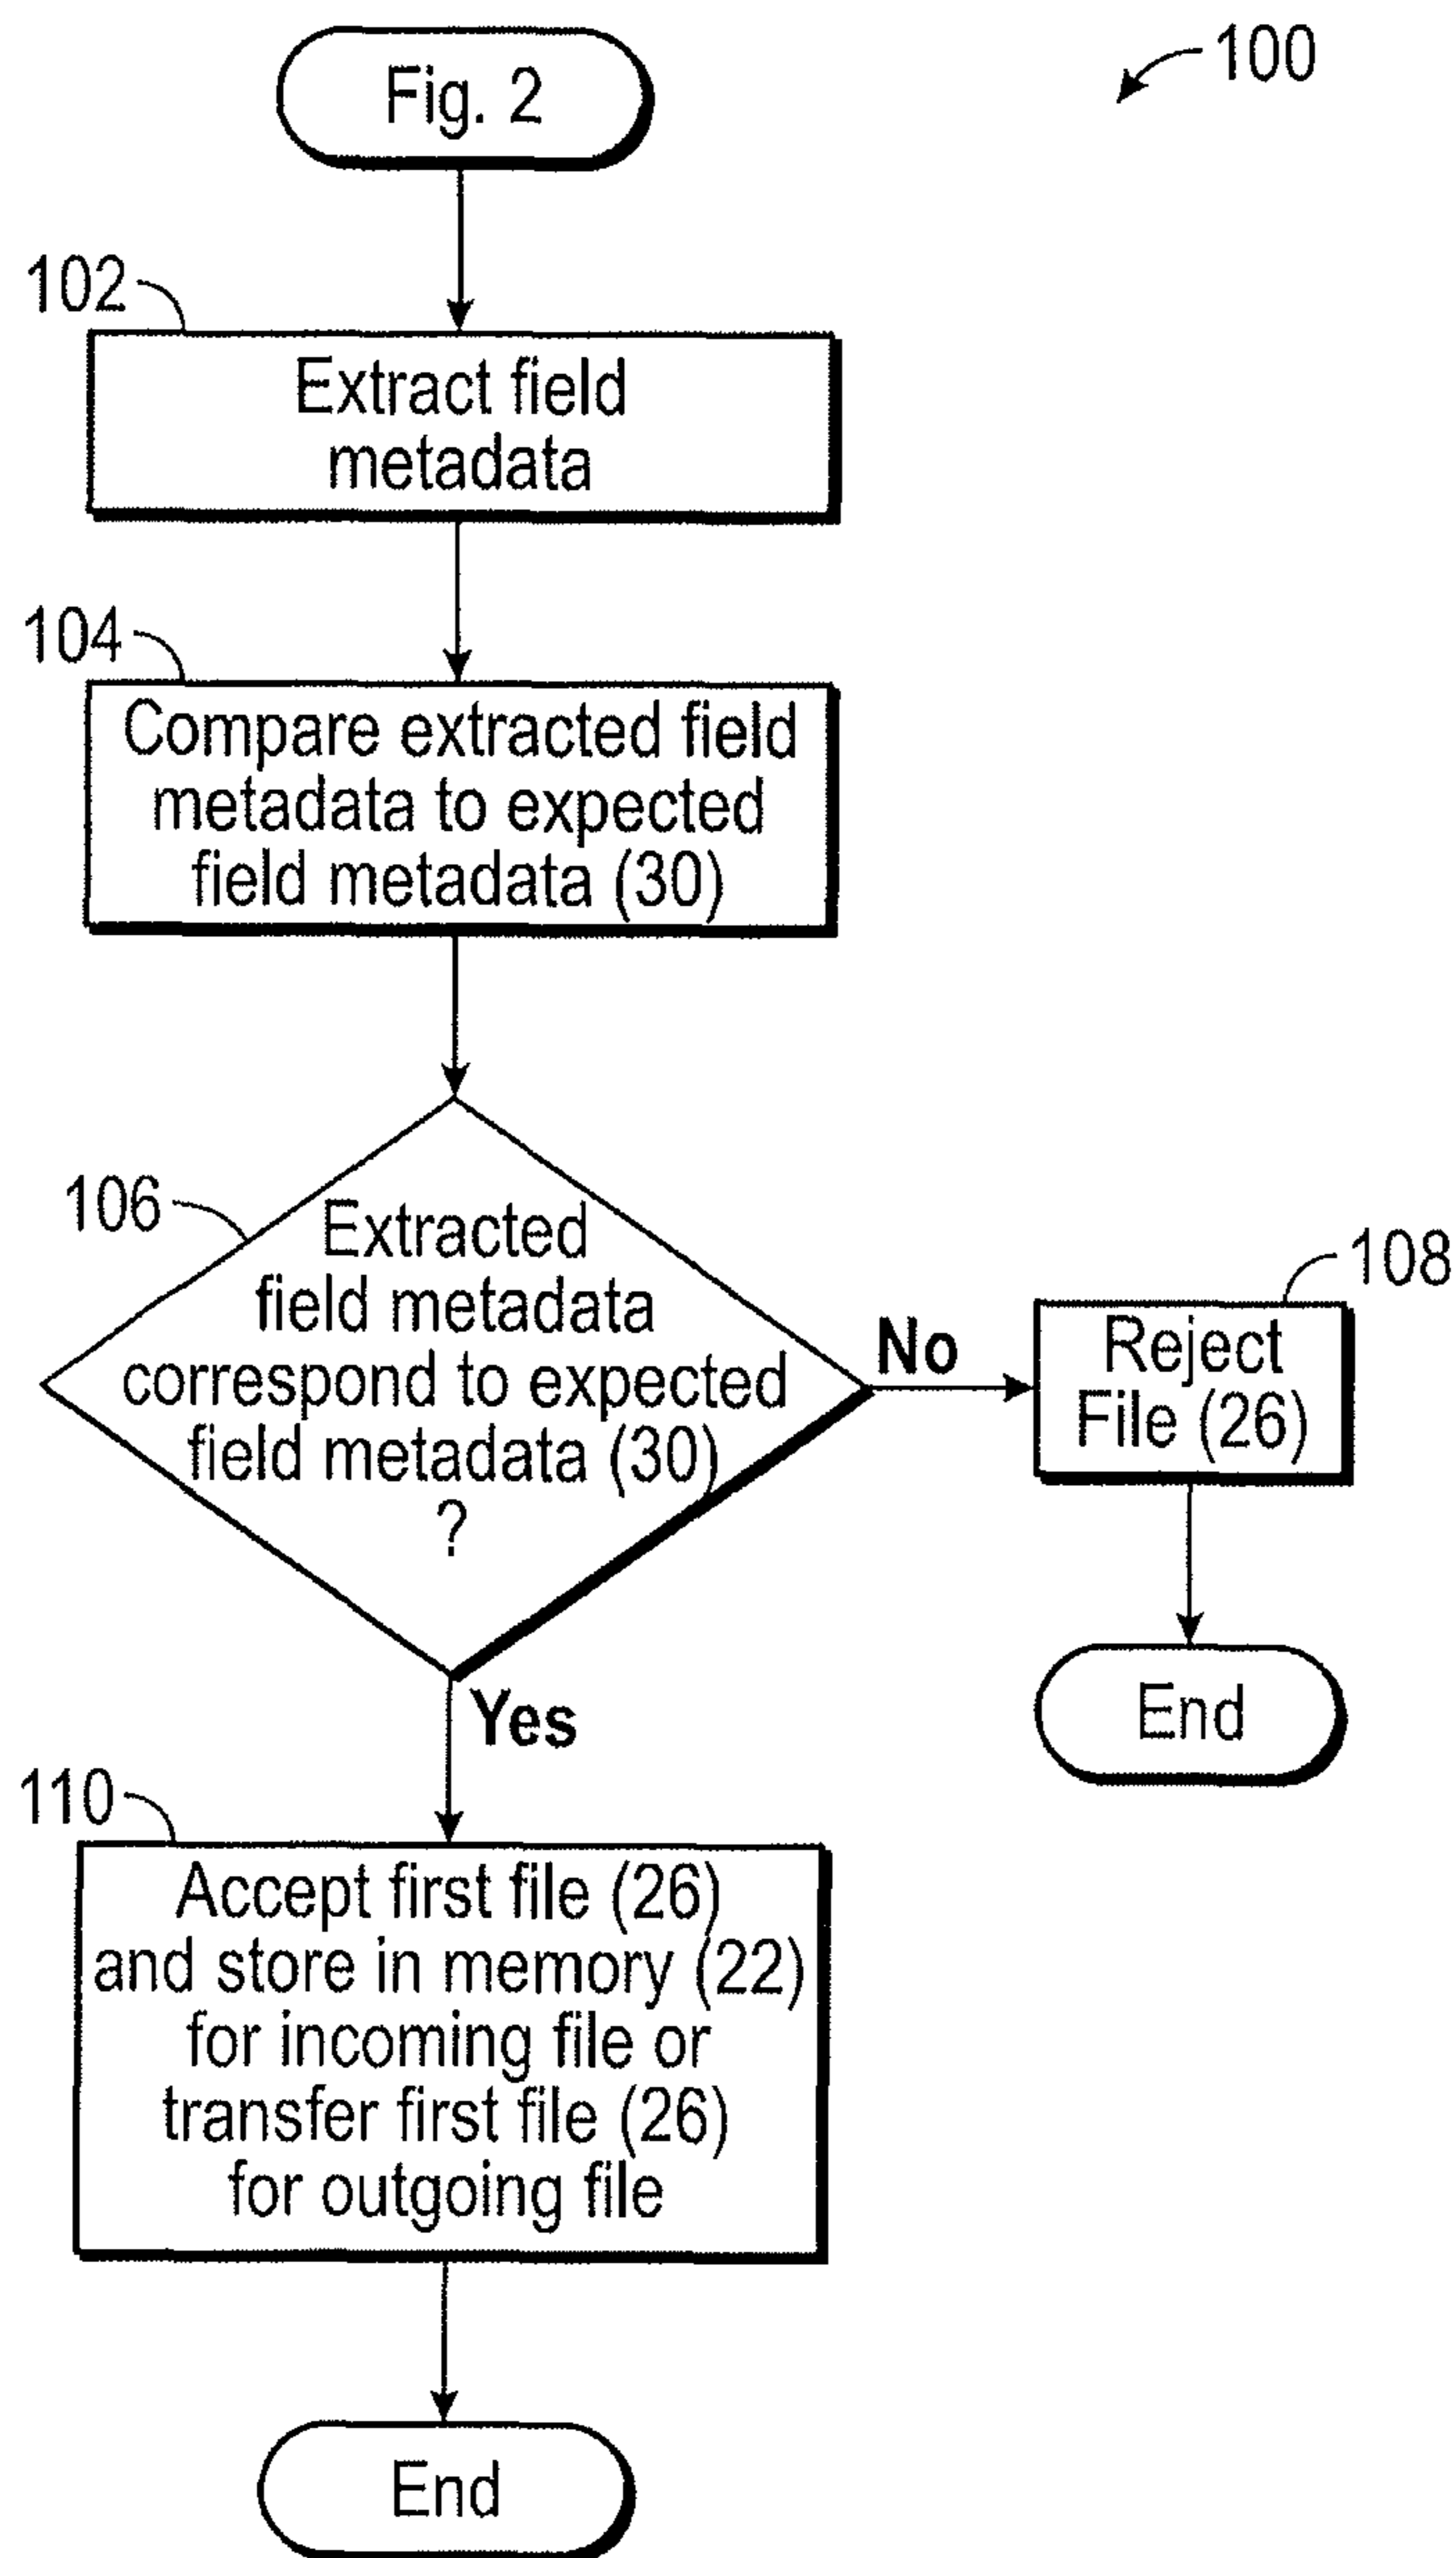 Fig. 2
100
102
Extract field
metadata
104
Compare extracted field
metadata to expected
field metadata (30)
106
Extracted
field metadata
correspond to expected
field metadata (30)
?
No
108
Reject
File (26)
End
Yes
110
Accept first file (26)
and store in memory (22)
for incoming file or
transfer first file (26)
for outgoing file
End